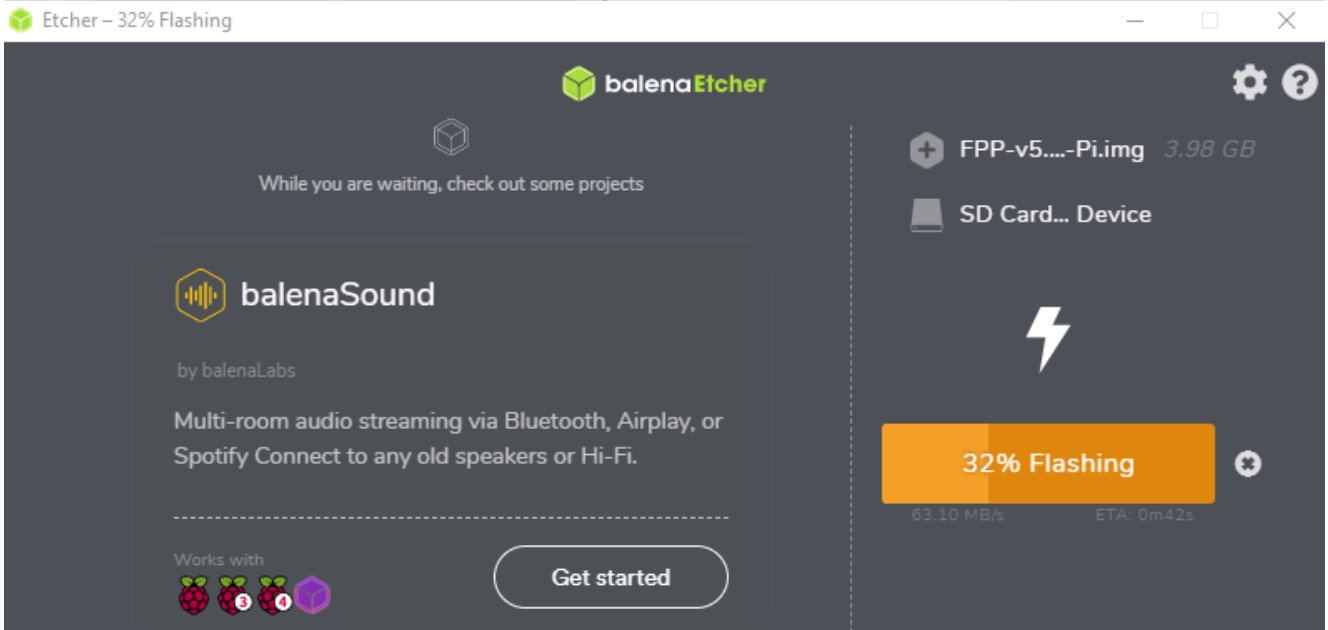 Etcher – 32% Flashing
balenaEtcher
While you are waiting, check out some projects
balenaSound
by balenaLabs
Multi-room audio streaming via Bluetooth, Airplay, or
Spotify Connect to any old speakers or Hi-Fi.
Works with
3
4
Get started
FPP-v5....-Pi.img 3.98 GB
SD Card... Device
32% Flashing
63.10 MB/s ETA: 0m42s